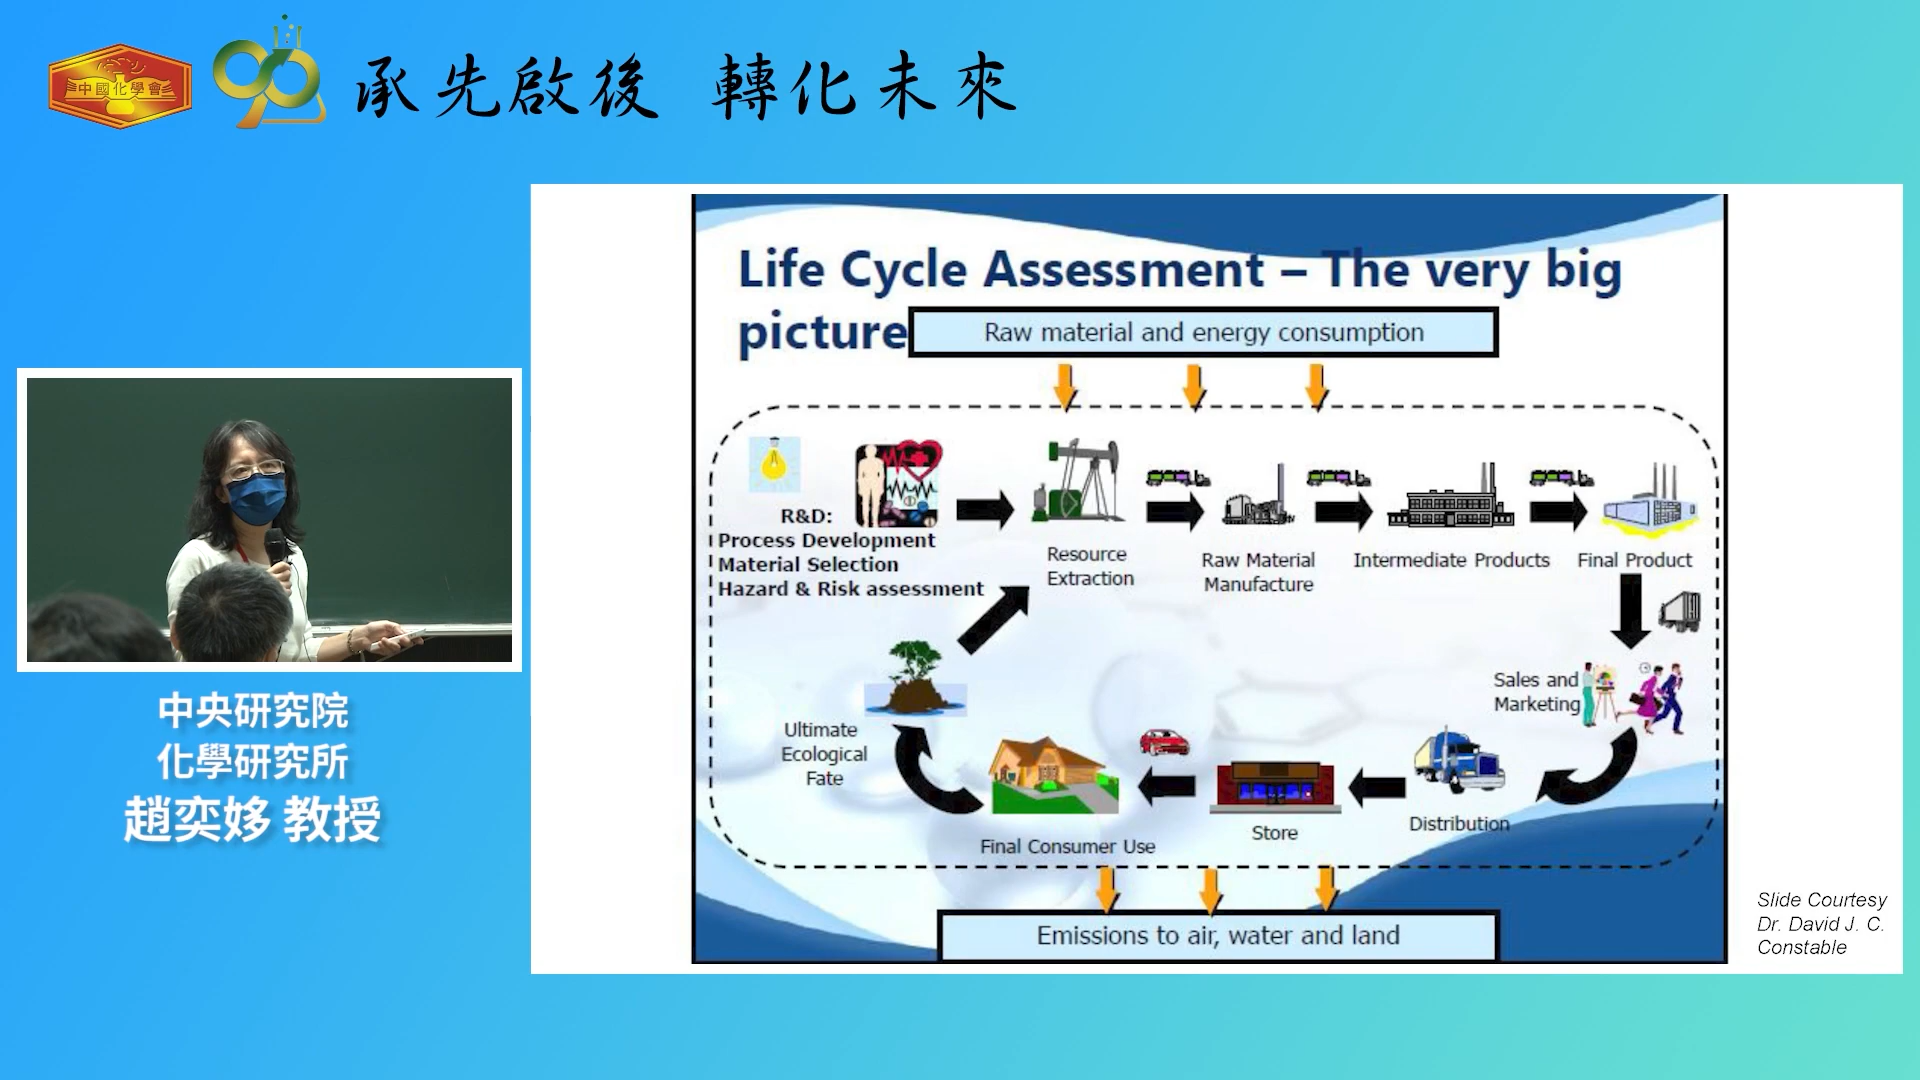 中國化學會
90
承先啟後 轉化未來
中央研究院
化學研究所
趙奕姼 教授
Life Cycle Assessment – The very big
picture
Raw material and energy consumption
R&D:
Process Development
Material Selection
Hazard & Risk assessment
Resource
Extraction
Raw Material
Manufacture
Intermediate Products
Final Product
Sales and
Marketing
Distribution
Store
Final Consumer Use
Ultimate
Ecological
Fate
Emissions to air, water and land
Slide Courtesy
Dr. David J. C.
Constable